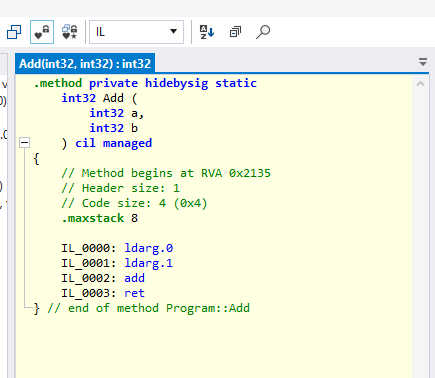 IL
Add(int32, int32) : int32
.method private hidebysig static
int32 Add (
int32 a,
int32 b
) cil managed
{
// Method begins at RVA 0x2135
// Header size: 1
// Code size: 4 (0x4)
.maxstack 8
IL_0000: ldarg.0
IL_0001: ldarg.1
IL_0002: add
IL_0003: ret
} // end of method Program::Add